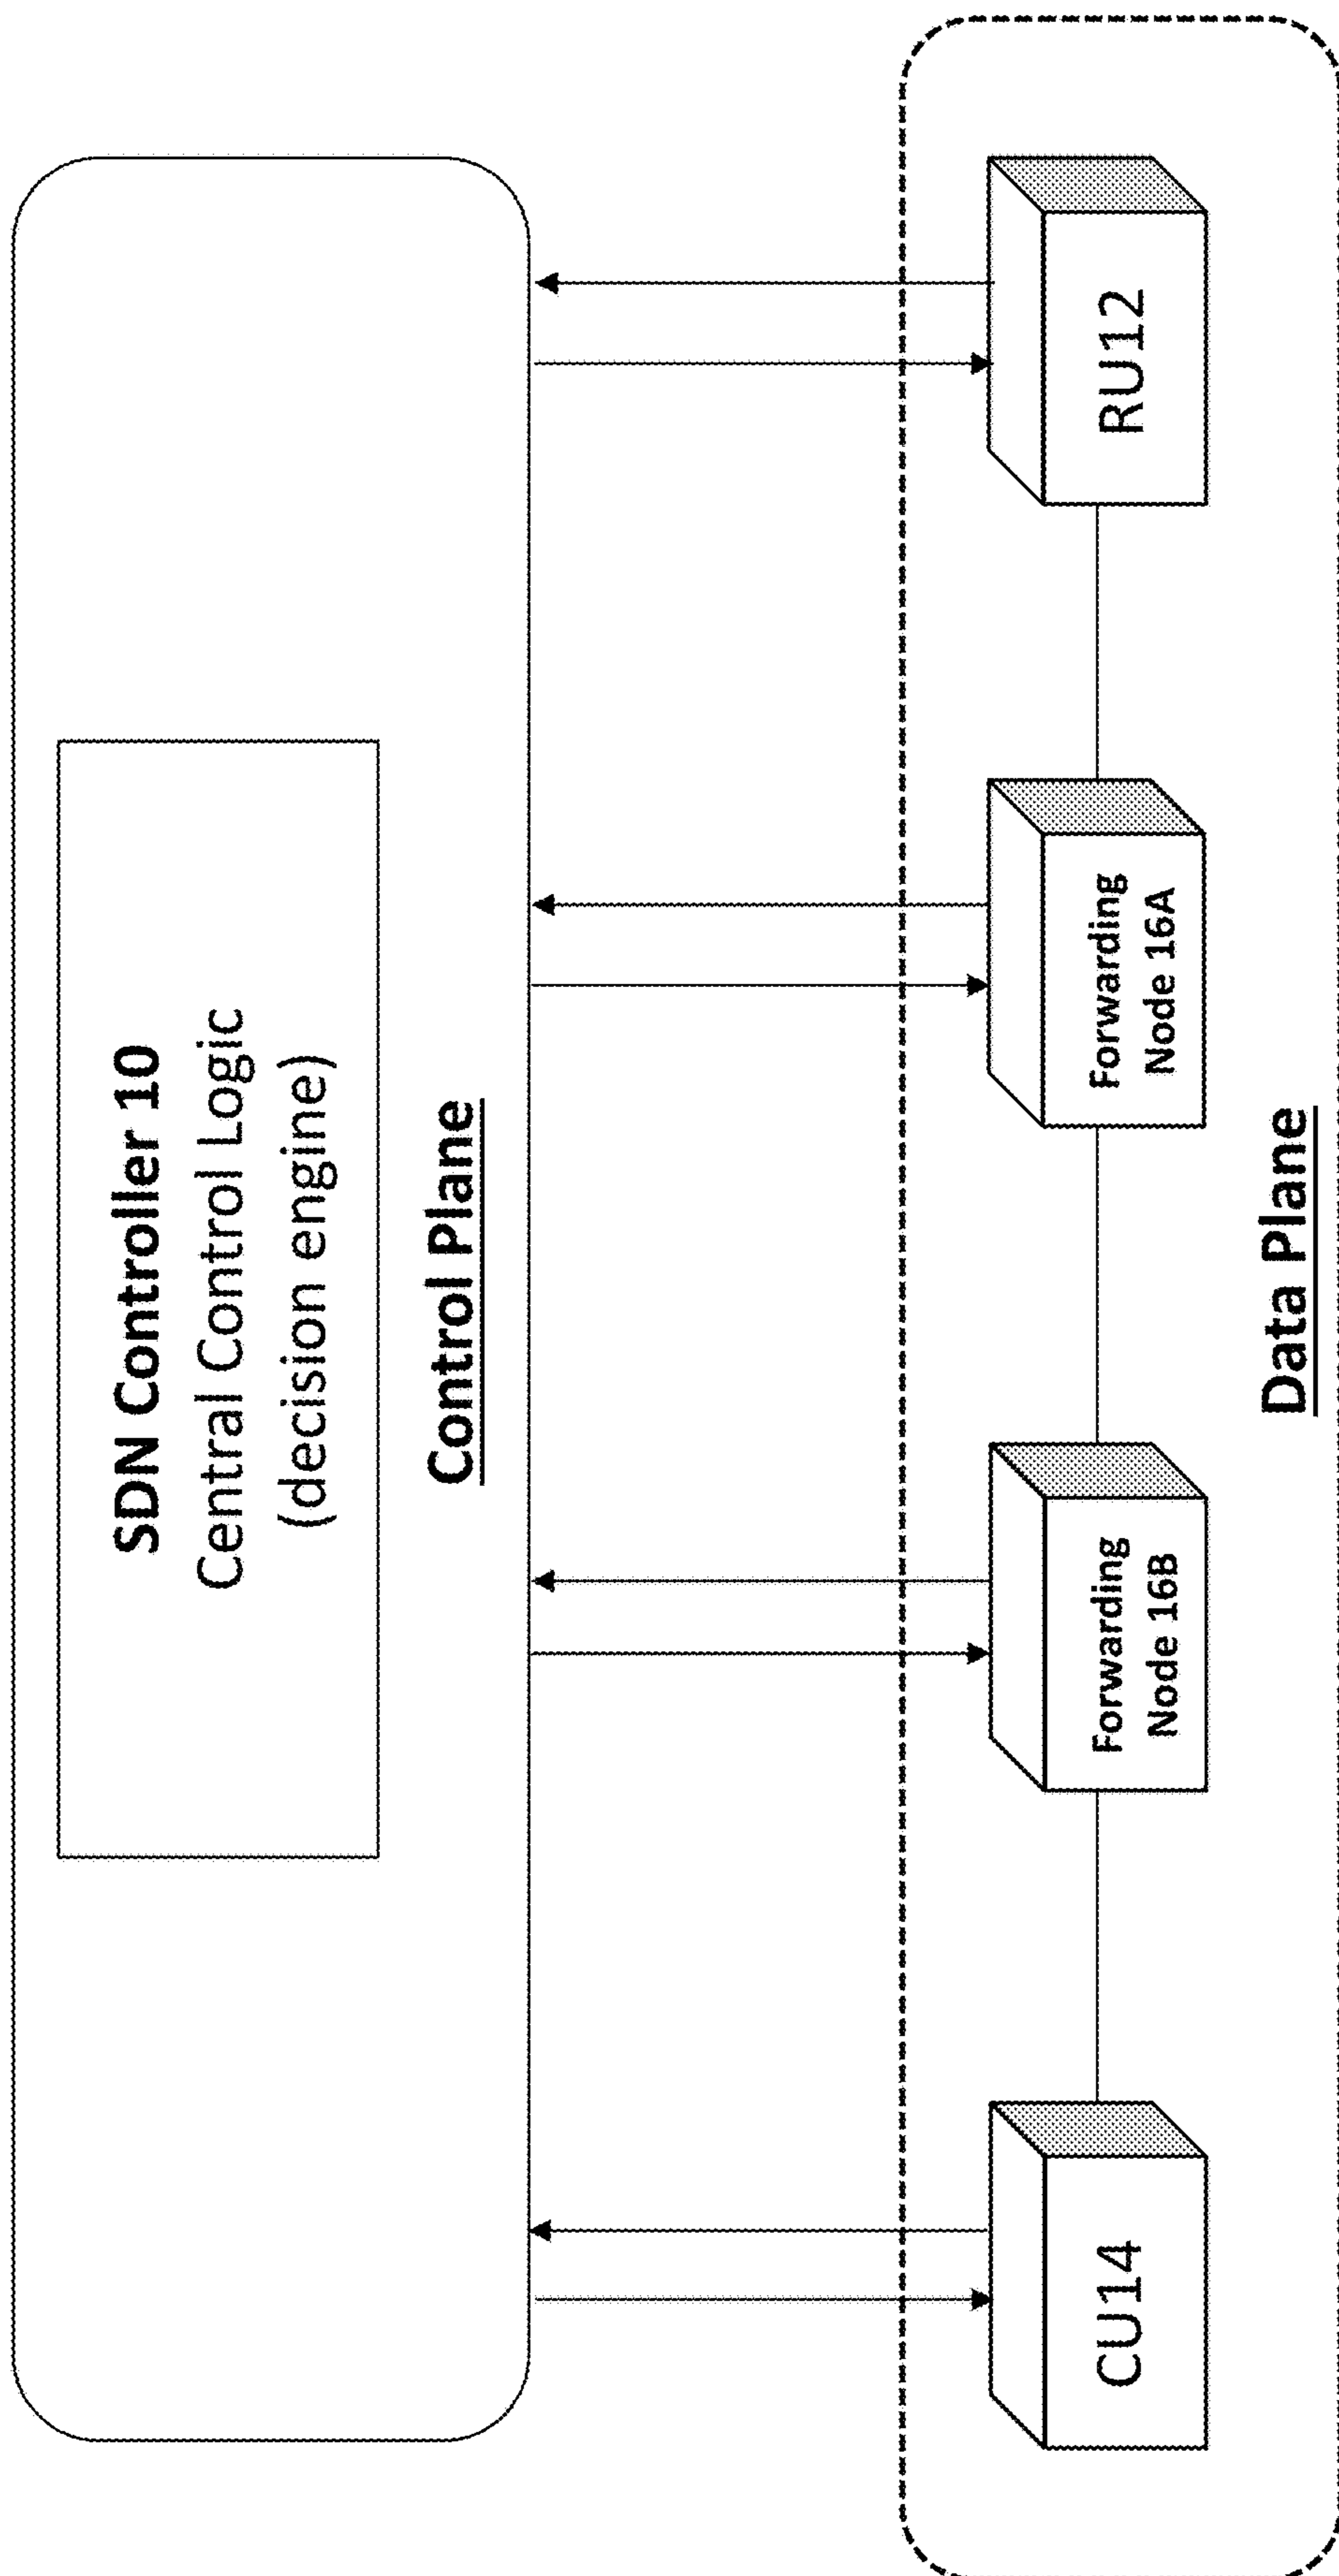 SDN Controller 10
Central Control Logic
(decision engine)
Control Plane
CU14
Forwarding
Node 16B
Forwarding
Node 16A
RU12
Data Plane